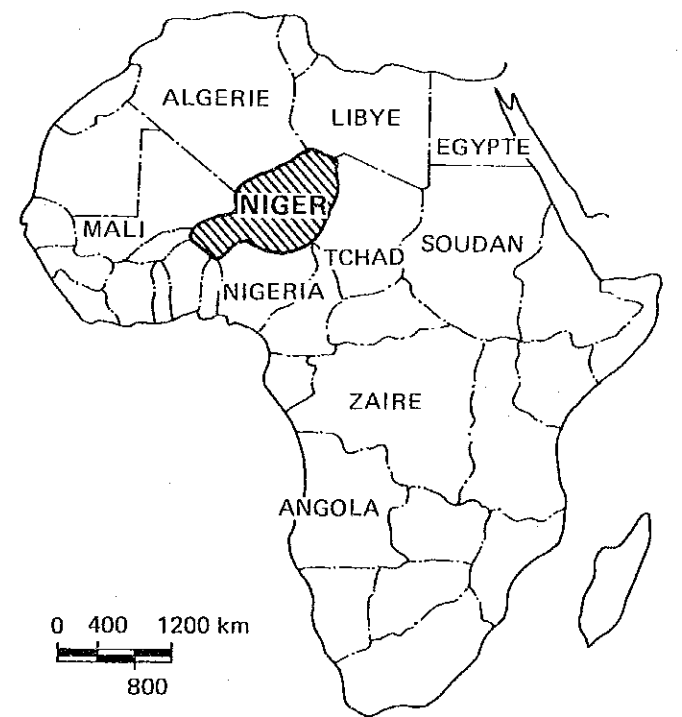 ALGERIE
LIBYE
EGYPTE
NIGER
MALI
TCHAD
SOUDAN
NIGERIA
ZAIRE
ANGOLA
0 400 1200 km
800